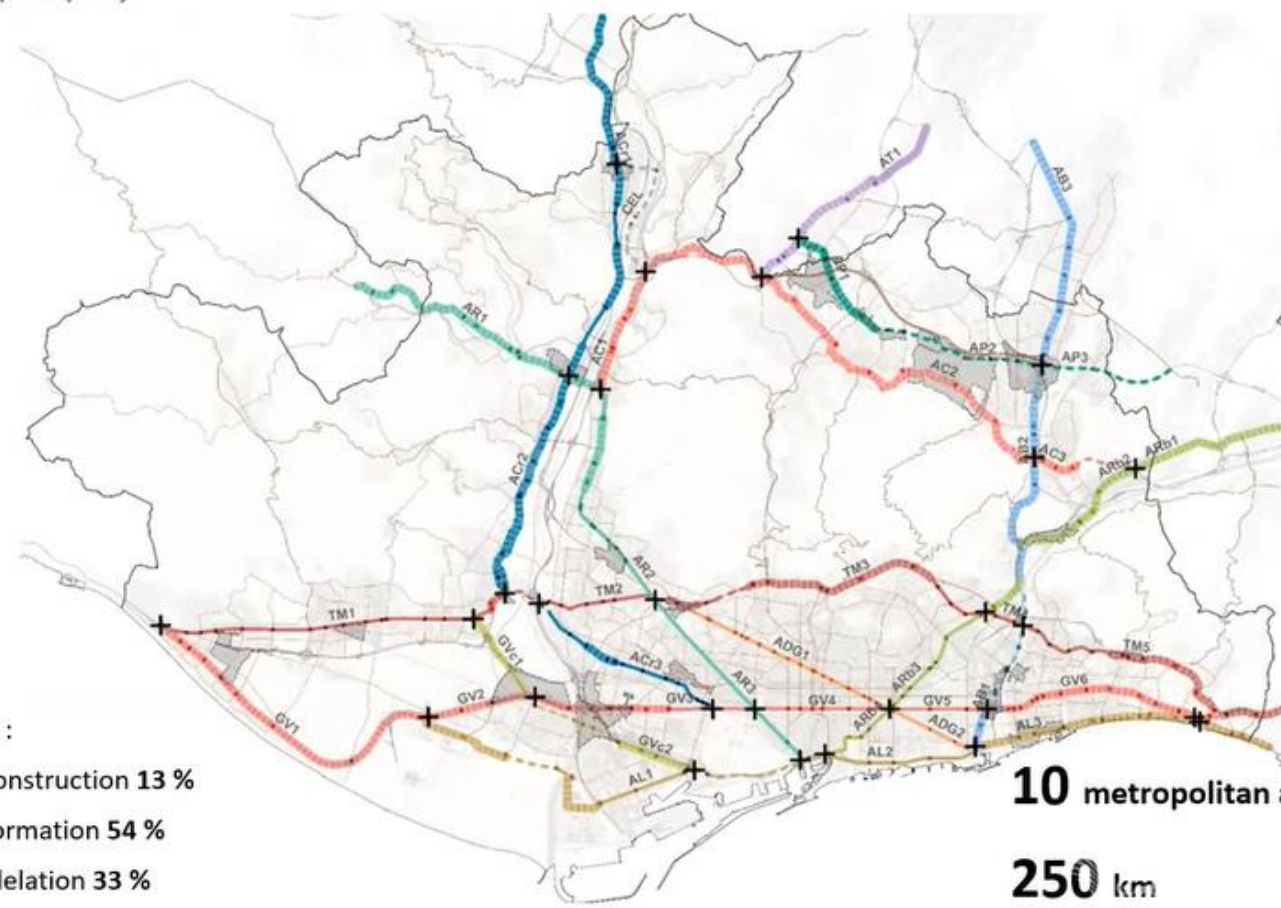 AT1
ACr1
AB3
CEL
AP1
AR1
AC1
AP2
AP3
AC2
ACr2
AC3
ARb2
ARb1
AR2
TM3
TM2
TM1
ADG1
TM5
GVc1
ACr3
AR3
ARb3
GV6
GV2
GV3
GV4
GV5
AB1
GV1
ADG2
AL3
GVc2
AL2
AL1
:
onstruction 13 %
ormation 54 %
lelation 33 %
10 metropolitan a
250 km